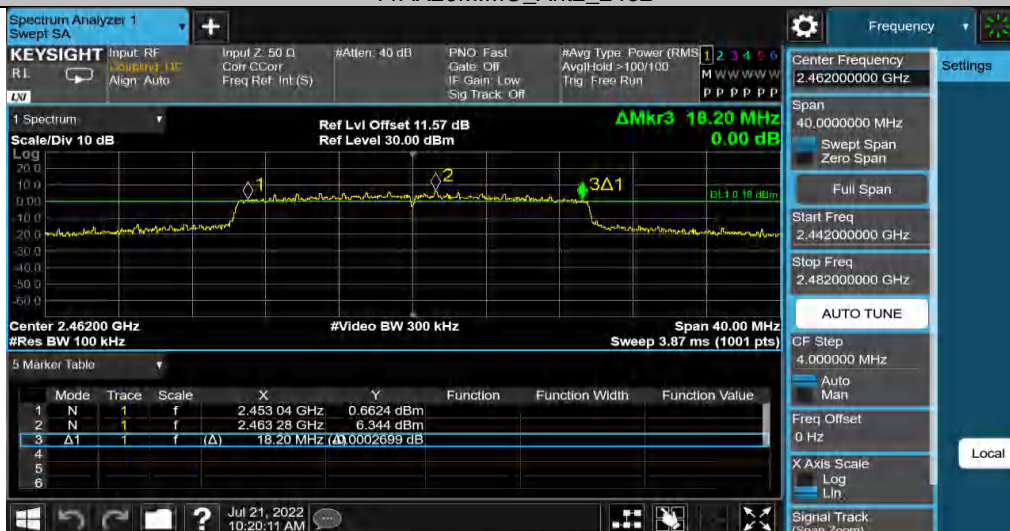 Spectrum Analyzer 1
Swept SA
+
Frequency
KEYSIGHT
RL
LXI
Input: RF
Coupling: DC
Align: Auto
Input Z: 50 Ω
Corr CCorr
Freq Ref: Int (S)
#Atten: 40 dB
PNO: Fast
Gate: Off
IF Gain: Low
Sig Track: Off
#Avg Type: Power (RMS
Avg|Hold >100/100
Trig: Free Run
1 2 3 4 5 6
M W W W W W
P P P P P P
Settings
1 Spectrum
Scale/Div 10 dB
Log
Ref Lvl Offset 11.57 dB
Ref Level 30.00 dBm
ΔMkr3 18.20 MHz
0.00 dB
20.0
10.0
0.00
-10.0
-20.0
-30.0
-40.0
-50.0
-60.0
1
2
3Δ1
DL1 0.18 dBm
Center 2.46200 GHz
#Video BW 300 kHz
Span 40.00 MHz
#Res BW 100 kHz
Sweep 3.87 ms (1001 pts)
5 Marker Table
Mode Trace Scale X Y Function Function Width Function Value
1 N 1 f 2.453 04 GHz 0.6624 dBm
2 N 1 f 2.463 28 GHz 6.344 dBm
3 Δ1 1 f (Δ) 18.20 MHz (Δ) 0.0002699 dB
4
5
6
Center Frequency
2.462000000 GHz
Span
40.0000000 MHz
Swept Span
Zero Span
Full Span
Start Freq
2.442000000 GHz
Stop Freq
2.482000000 GHz
AUTO TUNE
CF Step
4.000000 MHz
Auto
Man
Freq Offset
0 Hz
X Axis Scale
Log
Lin
Signal Track
(Span Zoom)
Local
?
Jul 21, 2022
10:20:11 AM